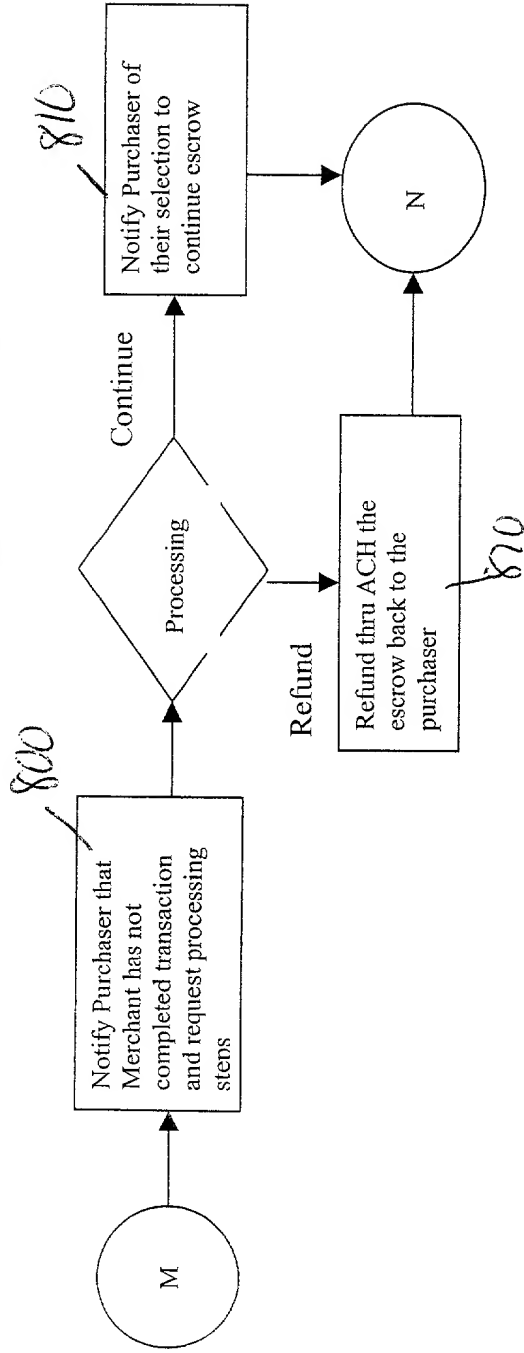 M
800
Notify Purchaser that
Merchant has not
completed transaction
and request processing
steps
Processing
Continue
810
Notify Purchaser of
their selection to
continue escrow
Refund
Refund thru ACH the
escrow back to the
purchaser
820
N